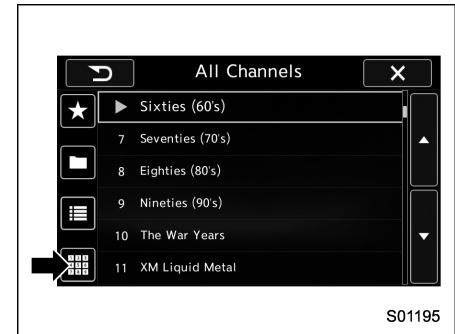 All Channels
Sixties (60's)
7 Seventies (70's)
8 Eighties (80's)
9 Nineties (90's)
10 The War Years
11 XM Liquid Metal
S01195